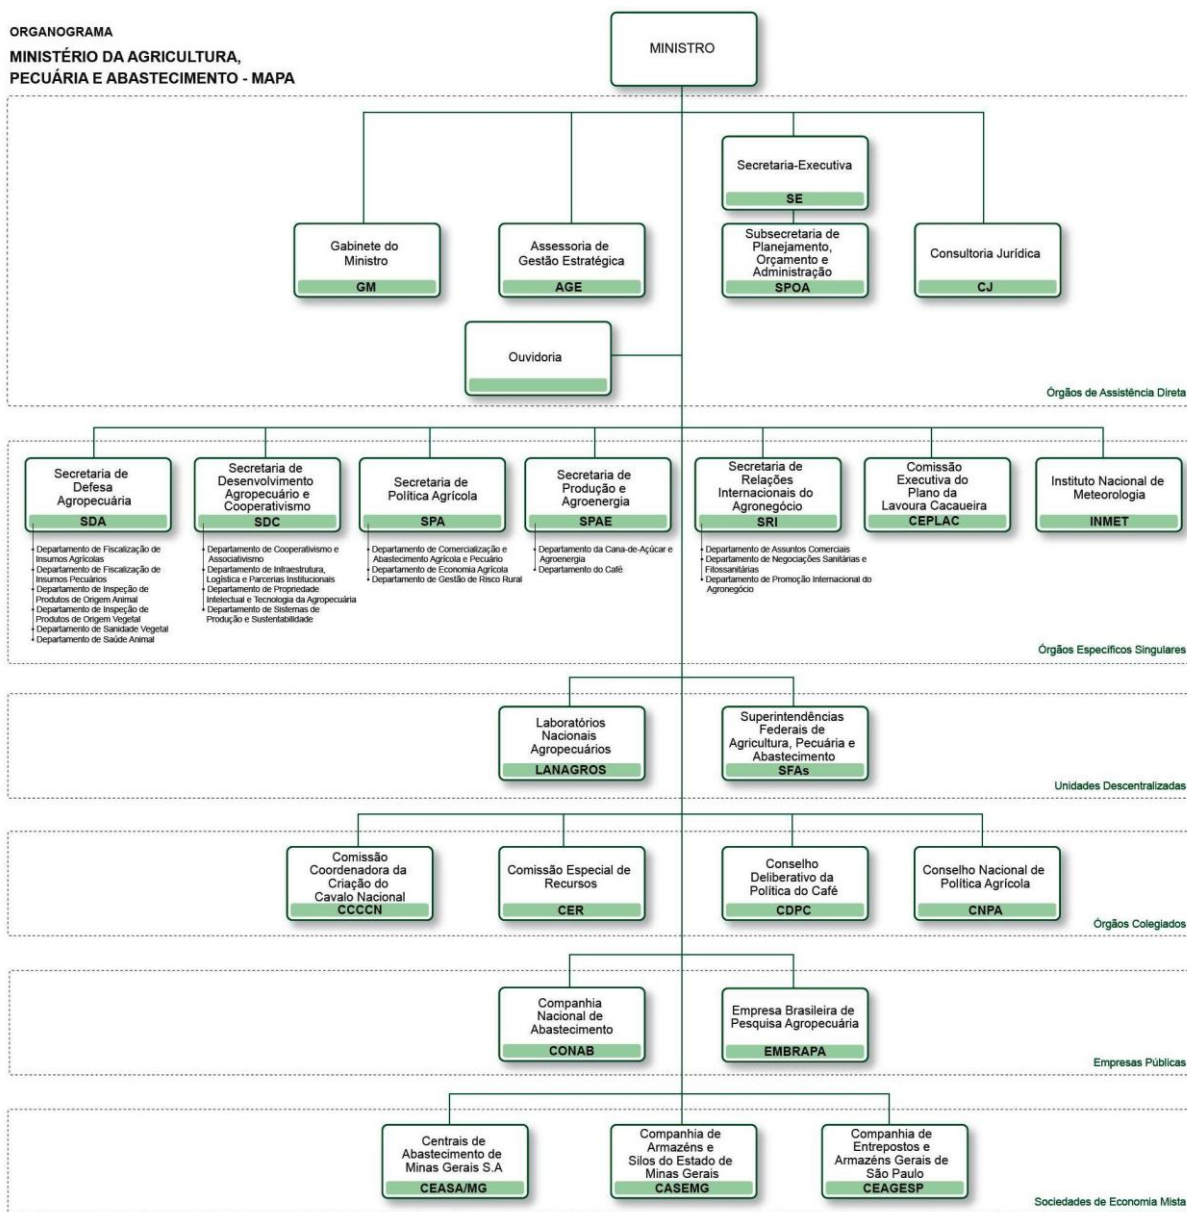 ORGANOGRAMA
MINISTÉRIO DA AGRICULTURA,
PECUÁRIA E ABASTECIMENTO - MAPA
MINISTRO
Secretaria-Executiva
SE
Gabinete do
Ministro
GM
Assessoria de
Gestão Estratégica
AGE
Subsecretaria de
Planejamento,
Orçamento e
Administração
SPOA
Consultoria Jurídica
CJ
Ouvidoria
Órgãos de Assistência Direta
Secretaria de
Defesa
Agropecuária
SDA
• Departamento de Fiscalização de
Insumos Agrícolas
• Departamento de Fiscalização de
Insumos Pecuários
• Departamento de Inspeção de
Produtos de Origem Animal
• Departamento de Inspeção de
Produtos de Origem Vegetal
• Departamento de Sanidade Vegetal
• Departamento de Saúde Animal
Secretaria de
Desenvolvimento
Agropecuário e
Cooperativismo
SDC
• Departamento de Cooperativismo e
Associativismo
• Departamento de Infraestrutura,
Logística e Parcerias Institucionais
• Departamento de Propriedade
Intelectual e Tecnologia da Agropecuária
• Departamento de Sistemas de
Produção e Sustentabilidade
Secretaria de
Política Agrícola
SPA
• Departamento de Comercialização e
Abastecimento Agrícola e Pecuário
• Departamento de Economia Agrícola
• Departamento de Gestão de Risco Rural
Secretaria de
Produção e
Agroenergia
SPAE
• Departamento da Cana-de-Açúcar e
Agroenergia
• Departamento do Café
Secretaria de
Relações
Internacionais do
Agronegócio
SRI
• Departamento de Assuntos Comerciais
• Departamento de Negociações Sanitárias e
Fitossanitárias
• Departamento de Promoção Internacional do
Agronegócio
Comissão
Executiva do
Plano da
Lavoura Cacaueira
CEPLAC
Instituto Nacional de
Meteorologia
INMET
Órgãos Específicos Singulares
Laboratórios
Nacionais
Agropecuários
LANAGROS
Superintendências
Federais de
Agricultura, Pecuária e
Abastecimento
SFAs
Unidades Descentralizadas
Comissão
Coordenadora da
Criação do
Cavalo Nacional
CCCCN
Comissão Especial de
Recursos
CER
Conselho
Deliberativo da
Política do Café
CDPC
Conselho Nacional de
Política Agrícola
CNPA
Órgãos Colegiados
Companhia
Nacional de
Abastecimento
CONAB
Empresa Brasileira de
Pesquisa Agropecuária
EMBRAPA
Empresas Públicas
Centrais de
Abastecimento de
Minas Gerais S.A
CEASA/MG
Companhia de
Armazéns e
Silos do Estado de
Minas Gerais
CASEMG
Companhia de
Entrepostos e
Armazéns Gerais de
São Paulo
CEAGESP
Sociedades de Economia Mista